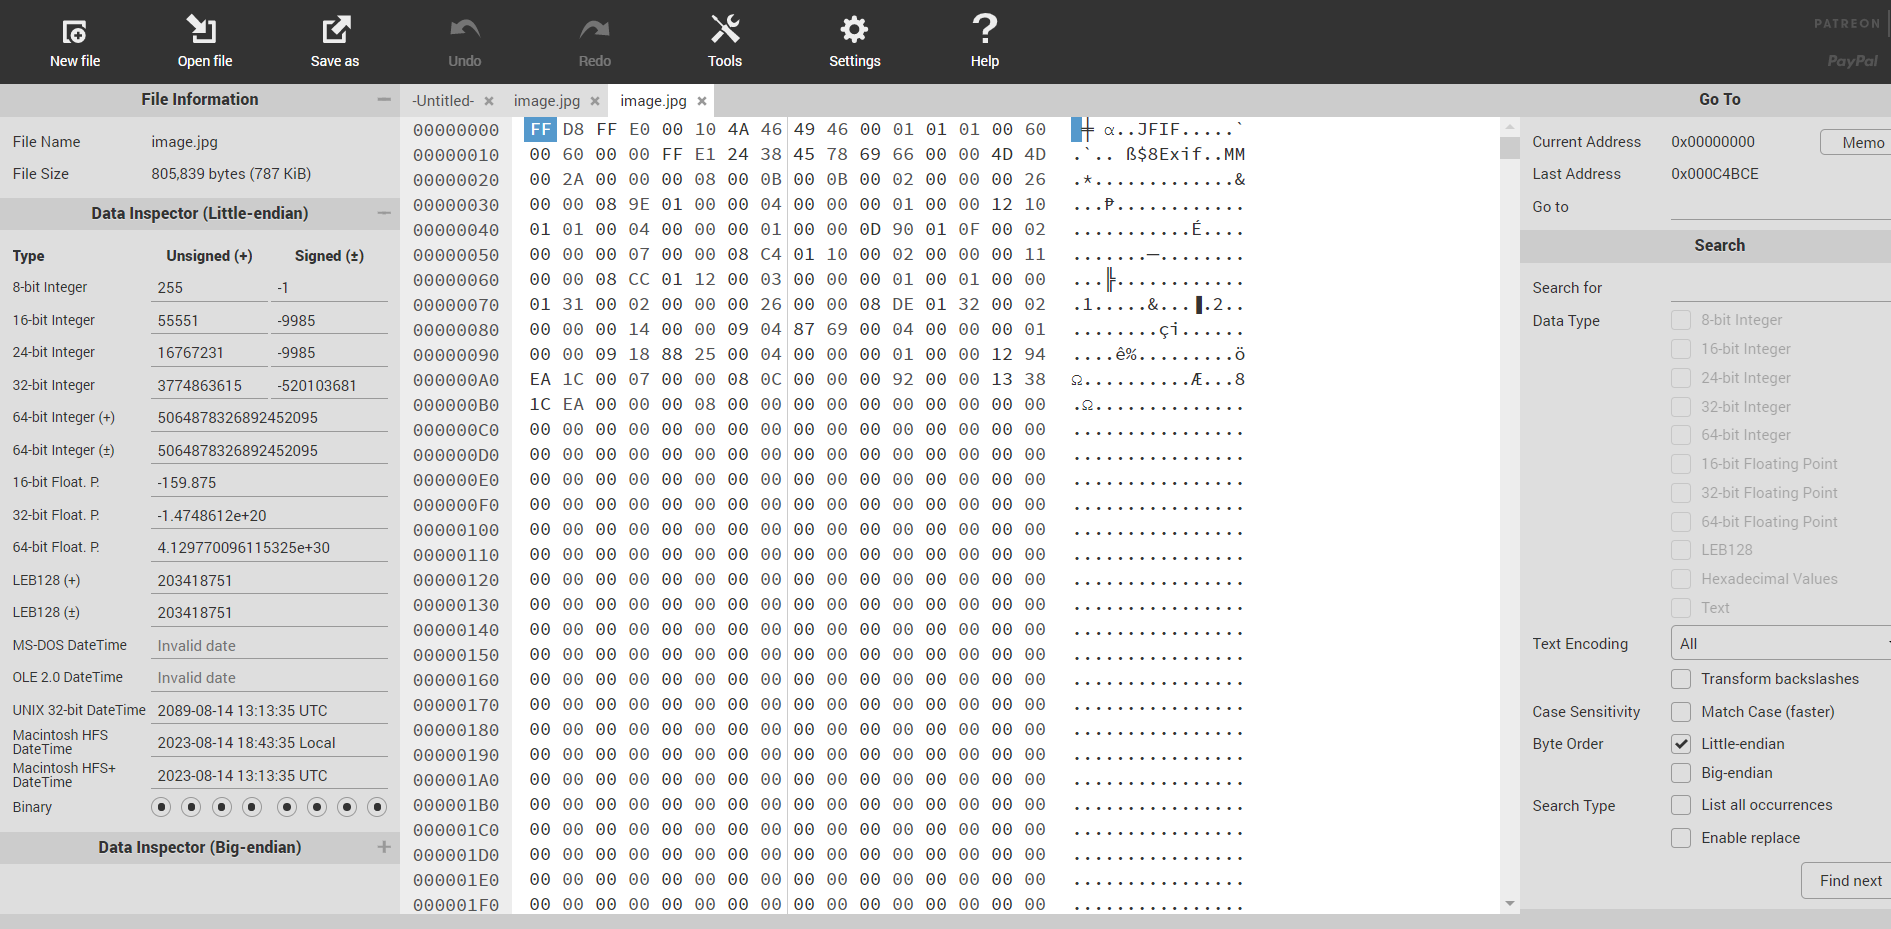 New file
Open file
Save as
Undo
Redo
Tools
Settings
Help
PATREON
PayPal
File Information
File Name image.jpg
File Size 805,839 bytes (787 KiB)
Data Inspector (Little-endian)
Type Unsigned (+) Signed (±)
8-bit Integer 255 -1
16-bit Integer 55551 -9985
24-bit Integer 16767231 -9985
32-bit Integer 3774863615 -520103681
64-bit Integer (+) 5064878326892452095
64-bit Integer (±) 5064878326892452095
16-bit Float. P. -159.875
32-bit Float. P. -1.4748612e+20
64-bit Float. P. 4.129770096115325e+30
LEB128 (+) 203418751
LEB128 (±) 203418751
MS-DOS DateTime Invalid date
OLE 2.0 DateTime Invalid date
UNIX 32-bit DateTime 2089-08-14 13:13:35 UTC
Macintosh HFS
DateTime 2023-08-14 18:43:35 Local
Macintosh HFS+
DateTime 2023-08-14 13:13:35 UTC
Binary
Data Inspector (Big-endian)
-Untitled- image.jpg image.jpg
00000000 FF D8 FF E0 00 10 4A 46 49 46 00 01 01 01 00 60 ╪ α..JFIF.....`
00000010 00 60 00 00 FF E1 24 38 45 78 69 66 00 00 4D 4D .`.. ß$8Exif..MM
00000020 00 2A 00 00 00 08 00 0B 00 0B 00 02 00 00 00 26 .*.............&
00000030 00 00 08 9E 01 00 00 04 00 00 00 01 00 00 12 10 ...₧............
00000040 01 01 00 04 00 00 00 01 00 00 0D 90 01 0F 00 02 ...........É....
00000050 00 00 00 07 00 00 08 C4 01 10 00 02 00 00 00 11 .......─........
00000060 00 00 08 CC 01 12 00 03 00 00 00 01 00 01 00 00 ...╠............
00000070 01 31 00 02 00 00 00 26 00 00 08 DE 01 32 00 02 .1.....&...▐.2..
00000080 00 00 00 14 00 00 09 04 87 69 00 04 00 00 00 01 ........çi......
00000090 00 00 09 18 88 25 00 04 00 00 00 01 00 00 12 94 ....ê%.........ö
000000A0 EA 1C 00 07 00 00 08 0C 00 00 00 92 00 00 13 38 Ω..........Æ...8
000000B0 1C EA 00 00 00 08 00 00 00 00 00 00 00 00 00 00 .Ω..............
000000C0 00 00 00 00 00 00 00 00 00 00 00 00 00 00 00 00 ................
000000D0 00 00 00 00 00 00 00 00 00 00 00 00 00 00 00 00 ................
000000E0 00 00 00 00 00 00 00 00 00 00 00 00 00 00 00 00 ................
000000F0 00 00 00 00 00 00 00 00 00 00 00 00 00 00 00 00 ................
00000100 00 00 00 00 00 00 00 00 00 00 00 00 00 00 00 00 ................
00000110 00 00 00 00 00 00 00 00 00 00 00 00 00 00 00 00 ................
00000120 00 00 00 00 00 00 00 00 00 00 00 00 00 00 00 00 ................
00000130 00 00 00 00 00 00 00 00 00 00 00 00 00 00 00 00 ................
00000140 00 00 00 00 00 00 00 00 00 00 00 00 00 00 00 00 ................
00000150 00 00 00 00 00 00 00 00 00 00 00 00 00 00 00 00 ................
00000160 00 00 00 00 00 00 00 00 00 00 00 00 00 00 00 00 ................
00000170 00 00 00 00 00 00 00 00 00 00 00 00 00 00 00 00 ................
00000180 00 00 00 00 00 00 00 00 00 00 00 00 00 00 00 00 ................
00000190 00 00 00 00 00 00 00 00 00 00 00 00 00 00 00 00 ................
000001A0 00 00 00 00 00 00 00 00 00 00 00 00 00 00 00 00 ................
000001B0 00 00 00 00 00 00 00 00 00 00 00 00 00 00 00 00 ................
000001C0 00 00 00 00 00 00 00 00 00 00 00 00 00 00 00 00 ................
000001D0 00 00 00 00 00 00 00 00 00 00 00 00 00 00 00 00 ................
000001E0 00 00 00 00 00 00 00 00 00 00 00 00 00 00 00 00 ................
000001F0 00 00 00 00 00 00 00 00 00 00 00 00 00 00 00 00 ................
Go To
Current Address 0x00000000 Memo
Last Address 0x000C4BCE
Go to
Search
Search for
Data Type 8-bit Integer
16-bit Integer
24-bit Integer
32-bit Integer
64-bit Integer
16-bit Floating Point
32-bit Floating Point
64-bit Floating Point
LEB128
Hexadecimal Values
Text
Text Encoding All
Transform backslashes
Case Sensitivity Match Case (faster)
Byte Order Little-endian
Big-endian
Search Type List all occurrences
Enable replace
Find next